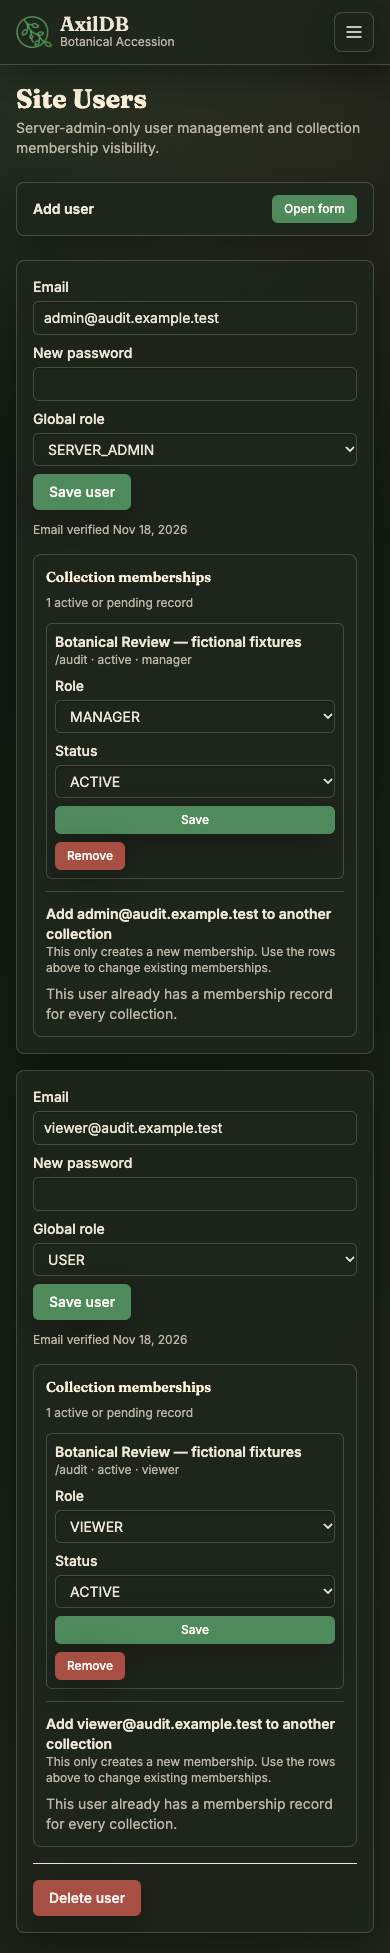 AxilDB
Botanical Accession
Site Users
Server-admin-only user management and collection
membership visibility.
Add user
Open form
Email
admin@audit.example.test
New password
Global role
SERVER_ADMIN
Save user
Email verified Nov 18, 2026
Collection memberships
1 active or pending record
Botanical Review — fictional fixtures
/audit · active · manager
Role
MANAGER
Status
ACTIVE
Save
Remove
Add admin@audit.example.test to another
collection
This only creates a new membership. Use the rows
above to change existing memberships.
This user already has a membership record
for every collection.
Email
viewer@audit.example.test
New password
Global role
USER
Save user
Email verified Nov 18, 2026
Collection memberships
1 active or pending record
Botanical Review — fictional fixtures
/audit · active · viewer
Role
VIEWER
Status
ACTIVE
Save
Remove
Add viewer@audit.example.test to another
collection
This only creates a new membership. Use the rows
above to change existing memberships.
This user already has a membership record
for every collection.
Delete user